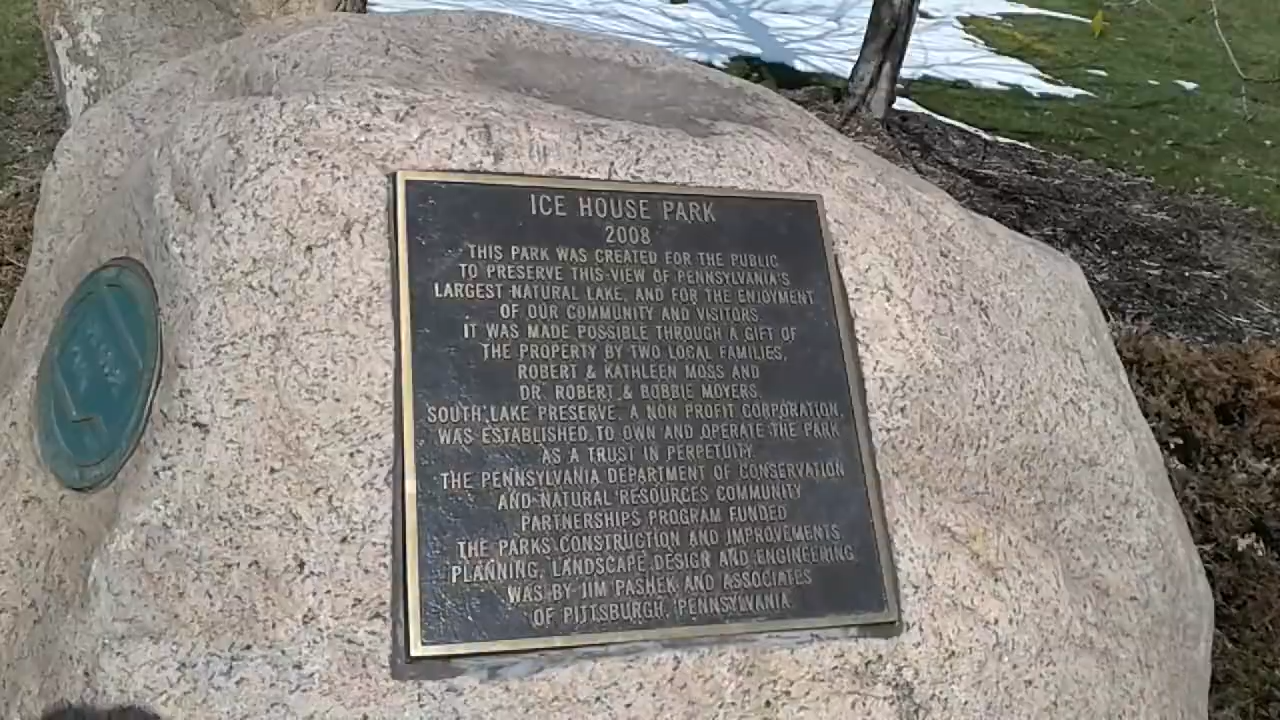 ICE HOUSE PARK
2008
THIS PARK WAS CREATED FOR THE PUBLIC
TO PRESERVE THIS VIEW OF PENNSYLVANIA'S
LARGEST NATURAL LAKE, AND FOR THE ENJOYMENT
OF OUR COMMUNITY AND VISITORS.
IT WAS MADE POSSIBLE THROUGH A GIFT OF
THE PROPERTY BY TWO LOCAL FAMILIES,
ROBERT & KATHLEEN MOSS AND
DR. ROBERT & BOBBIE MOYERS.
SOUTH LAKE PRESERVE, A NON PROFIT CORPORATION,
WAS ESTABLISHED TO OWN AND OPERATE THE PARK
AS A TRUST IN PERPETUITY.
THE PENNSYLVANIA DEPARTMENT OF CONSERVATION
AND NATURAL RESOURCES COMMUNITY
PARTNERSHIPS PROGRAM FUNDED
THE PARKS CONSTRUCTION AND IMPROVEMENTS.
PLANNING, LANDSCAPE DESIGN AND ENGINEERING
WAS BY JIM PASHEK AND ASSOCIATES
OF PITTSBURGH, PENNSYLVANIA.